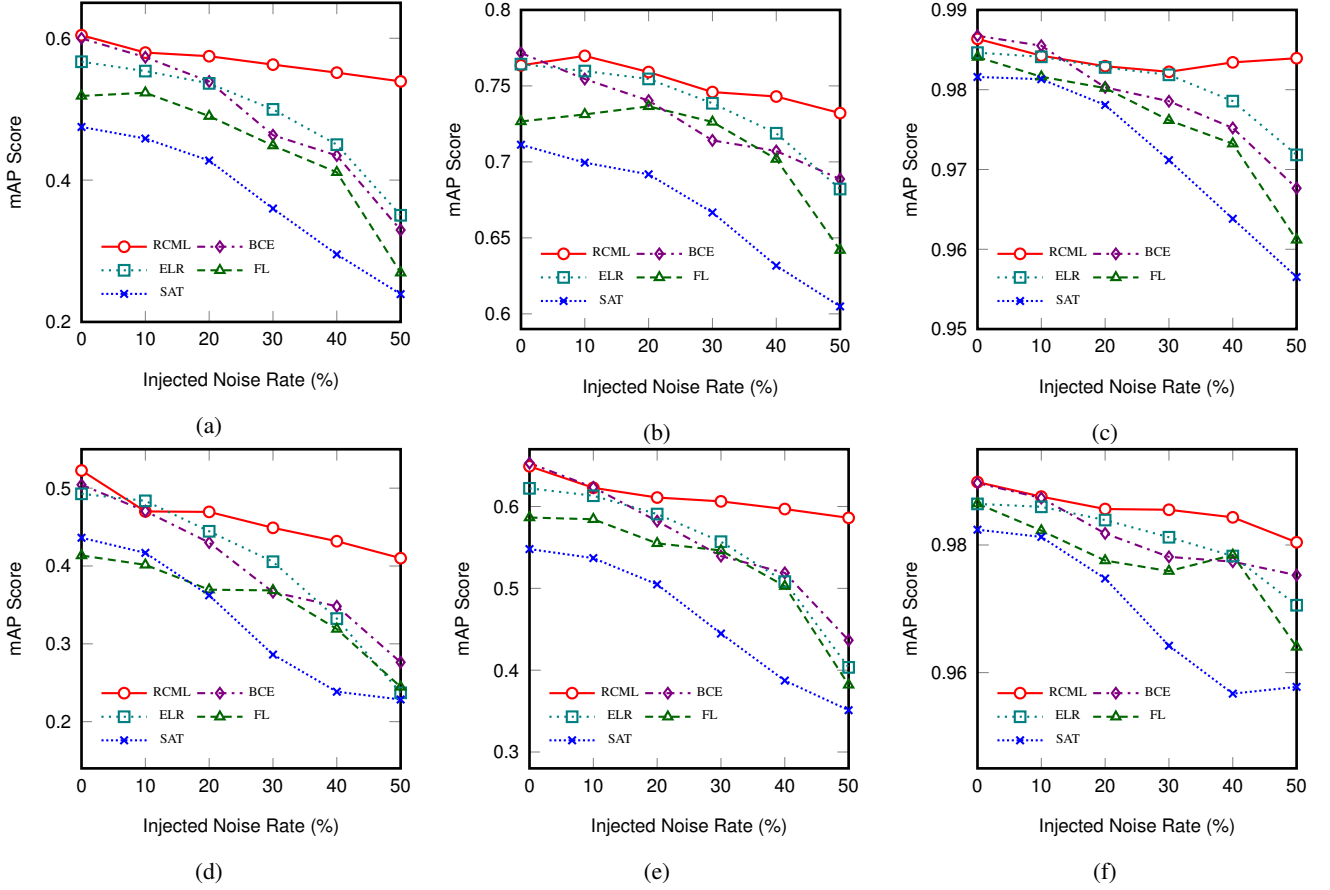 0.6
0.4
0.2
mAP Score
RCML BCE
ELR FL
SAT
0 10 20 30 40 50
Injected Noise Rate (%)
(a)
0.8
0.75
0.7
0.65
0.6
mAP Score
RCML BCE
ELR FL
SAT
0 10 20 30 40 50
Injected Noise Rate (%)
(b)
0.99
0.98
0.97
0.96
0.95
mAP Score
RCML BCE
ELR FL
SAT
0 10 20 30 40 50
Injected Noise Rate (%)
(c)
0.5
0.4
0.3
0.2
mAP Score
RCML BCE
ELR FL
SAT
0 10 20 30 40 50
Injected Noise Rate (%)
(d)
0.6
0.5
0.4
0.3
mAP Score
RCML BCE
ELR FL
SAT
0 10 20 30 40 50
Injected Noise Rate (%)
(e)
0.98
0.96
mAP Score
RCML BCE
ELR FL
SAT
0 10 20 30 40 50
Injected Noise Rate (%)
(f)